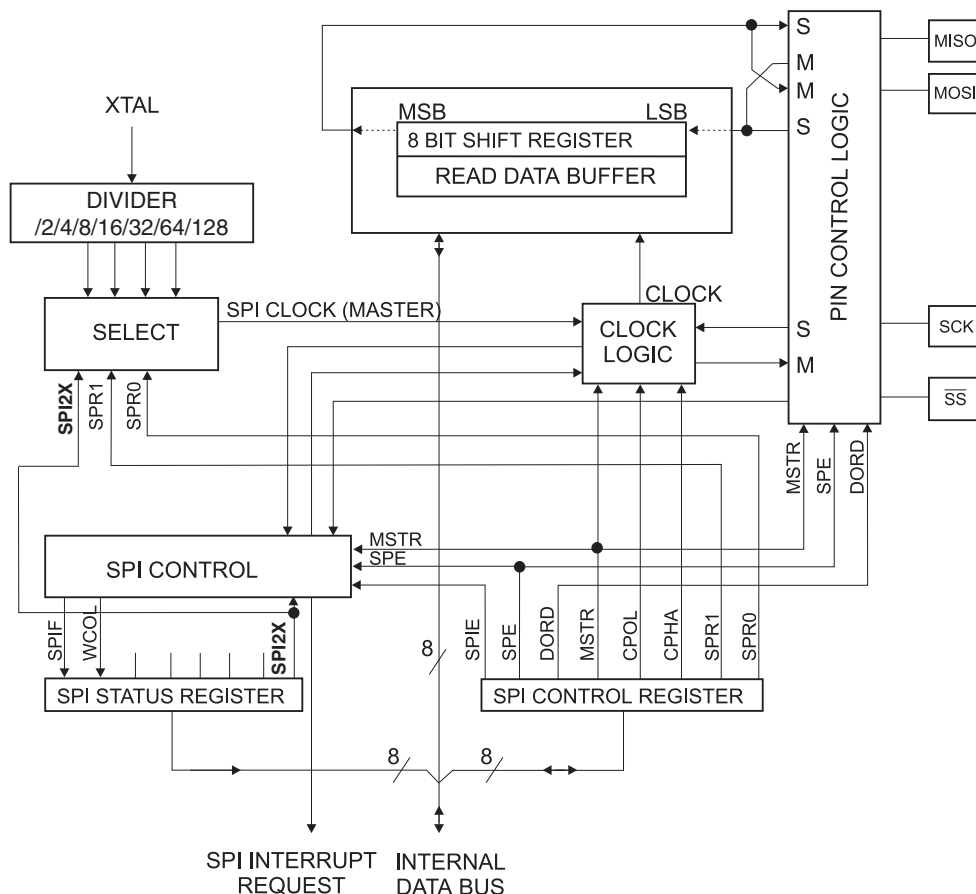 S
MISO
M
MOSI
M
XTAL
MSB
LSB
S
8 BIT SHIFT REGISTER
READ DATA BUFFER
DIVIDER
/2/4/8/16/32/64/128
PIN CONTROL LOGIC
SPI CLOCK (MASTER)
CLOCK
SELECT
CLOCK
LOGIC
S
SCK
M
SPI2X
SPR1
SPR0
SS
MSTR
SPE
DORD
MSTR
SPE
SPI CONTROL
SPIF
WCOL
SPI2X
8
SPIE
SPE
DORD
MSTR
CPOL
CPHA
SPR1
SPR0
SPI STATUS REGISTER
SPI CONTROL REGISTER
8
8
SPI INTERRUPT
REQUEST
INTERNAL
DATA BUS